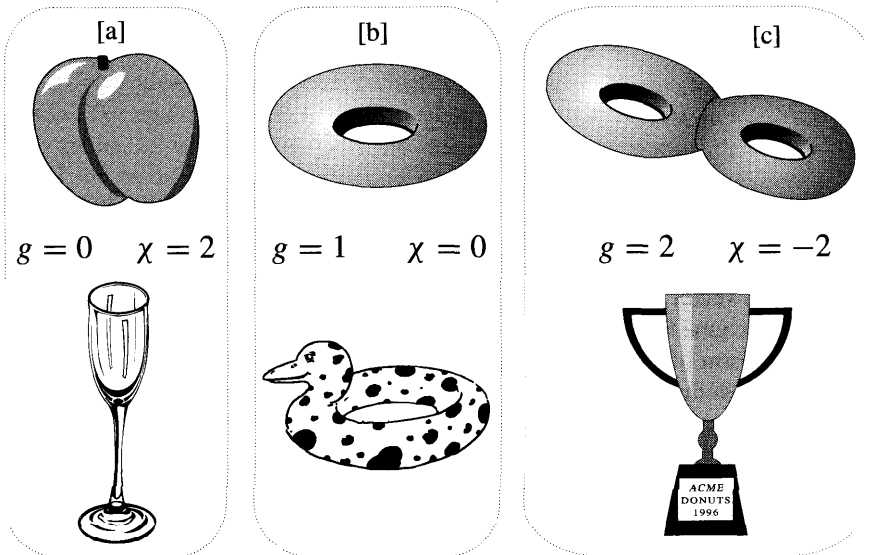 [a]
[b]
[c]
g = 0 χ = 2
g = 1 χ = 0
g = 2 χ = −2
ACME
DONUTS
1996